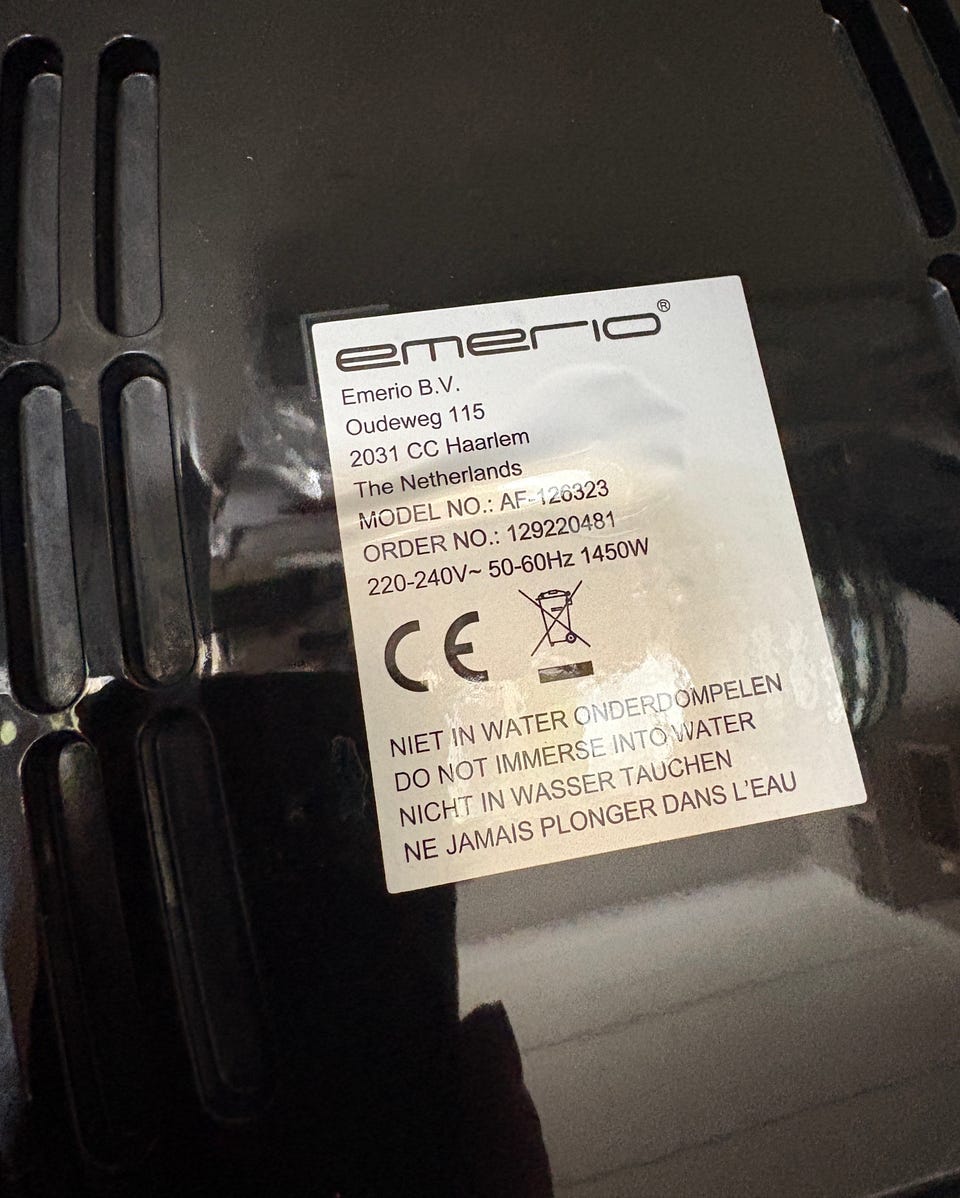 emerio®
Emerio B.V.
Oudeweg 115
2031 CC Haarlem
The Netherlands
MODEL NO.: AF-126323
ORDER NO.: 129220481
220-240V~ 50-60Hz 1450W
CE
NIET IN WATER ONDERDOMPELEN
DO NOT IMMERSE INTO WATER
NICHT IN WASSER TAUCHEN
NE JAMAIS PLONGER DANS L'EAU